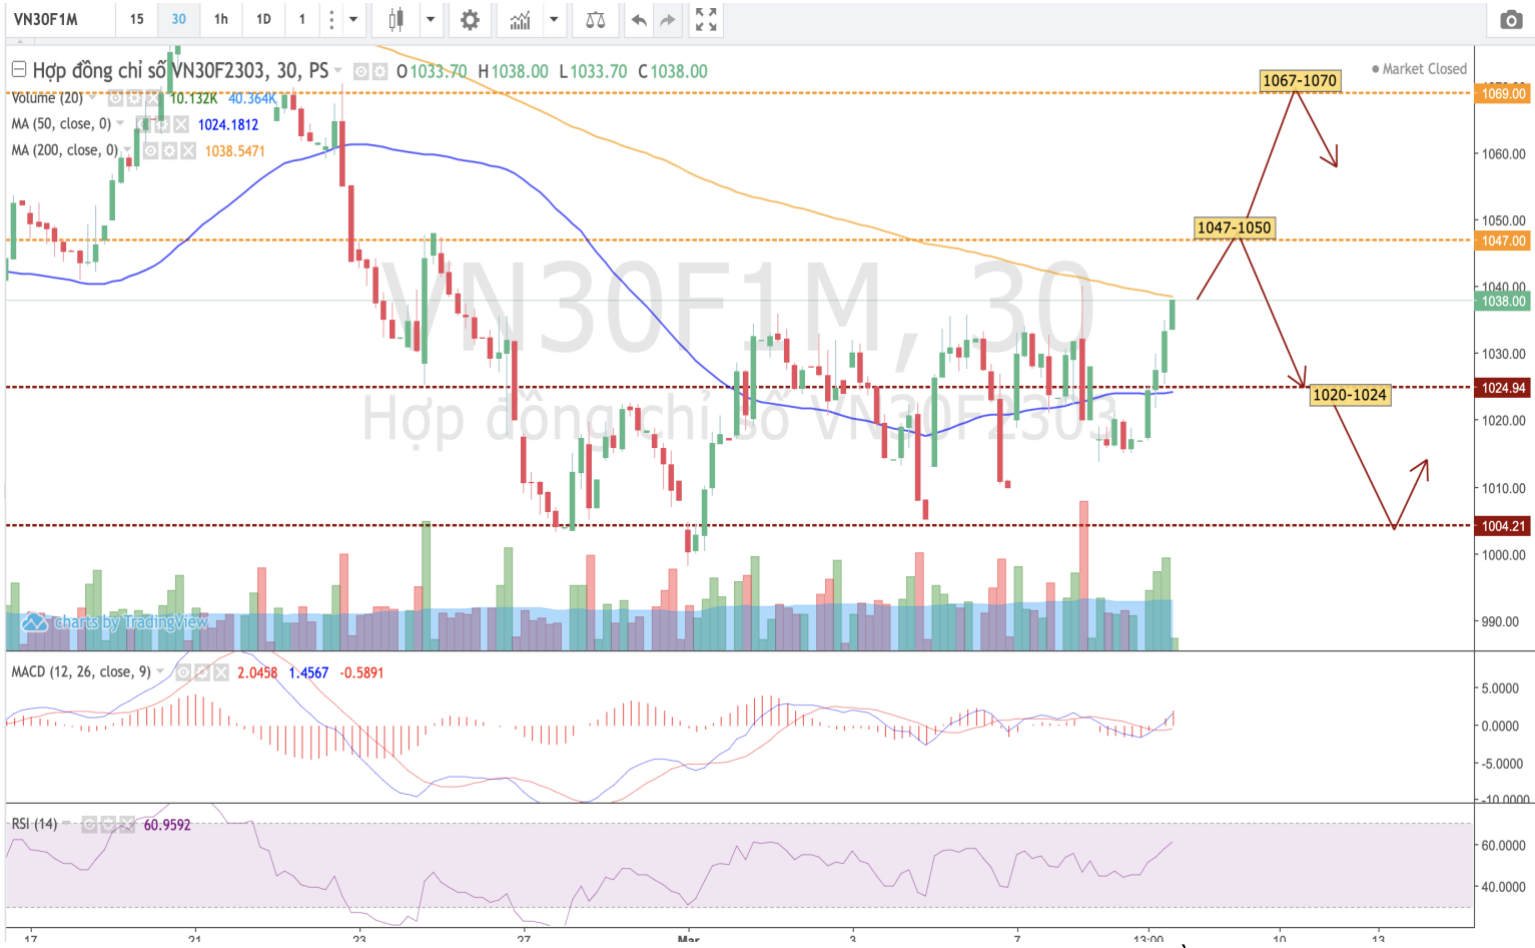 VN30F1M 15 30 1h 1D 1
Hợp đồng chỉ số VN30F2303, 30, PS O1033.70 H1038.00 L1033.70 C1038.00
Market Closed
Volume (20) 10.132K 40.364K
MA (50, close, 0) 1024.1812
MA (200, close, 0) 1038.5471
VN30F1M, 30
Hợp đồng chỉ số VN30F2303
1067-1070
1047-1050
1020-1024
1069.00
1060.00
1050.00
1047.00
1040.00
1038.00
1030.00
1024.94
1020.00
1010.00
1004.21
1000.00
990.00
charts by TradingView
MACD (12, 26, close, 9) 2.0458 1.4567 -0.5891
5.0000
0.0000
-5.0000
-10.0000
RSI (14) 60.9592
60.0000
40.0000
17 21 23 27 Mar 3 7 13:00 10 13